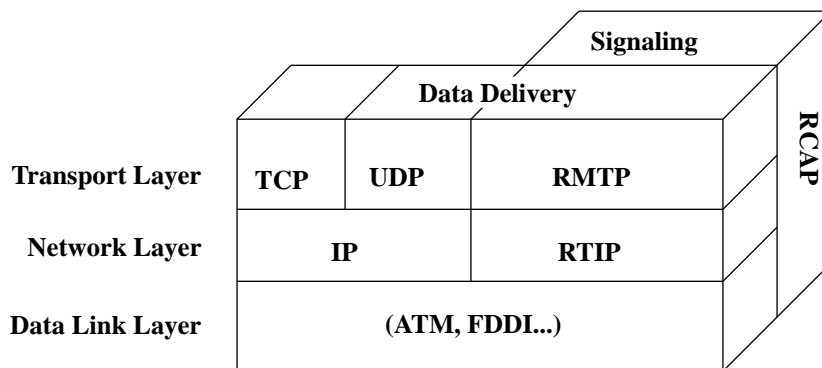 Signaling
Data Delivery
RCAP
Transport Layer
TCP
UDP
RMTP
Network Layer
IP
RTIP
Data Link Layer
(ATM, FDDI...)